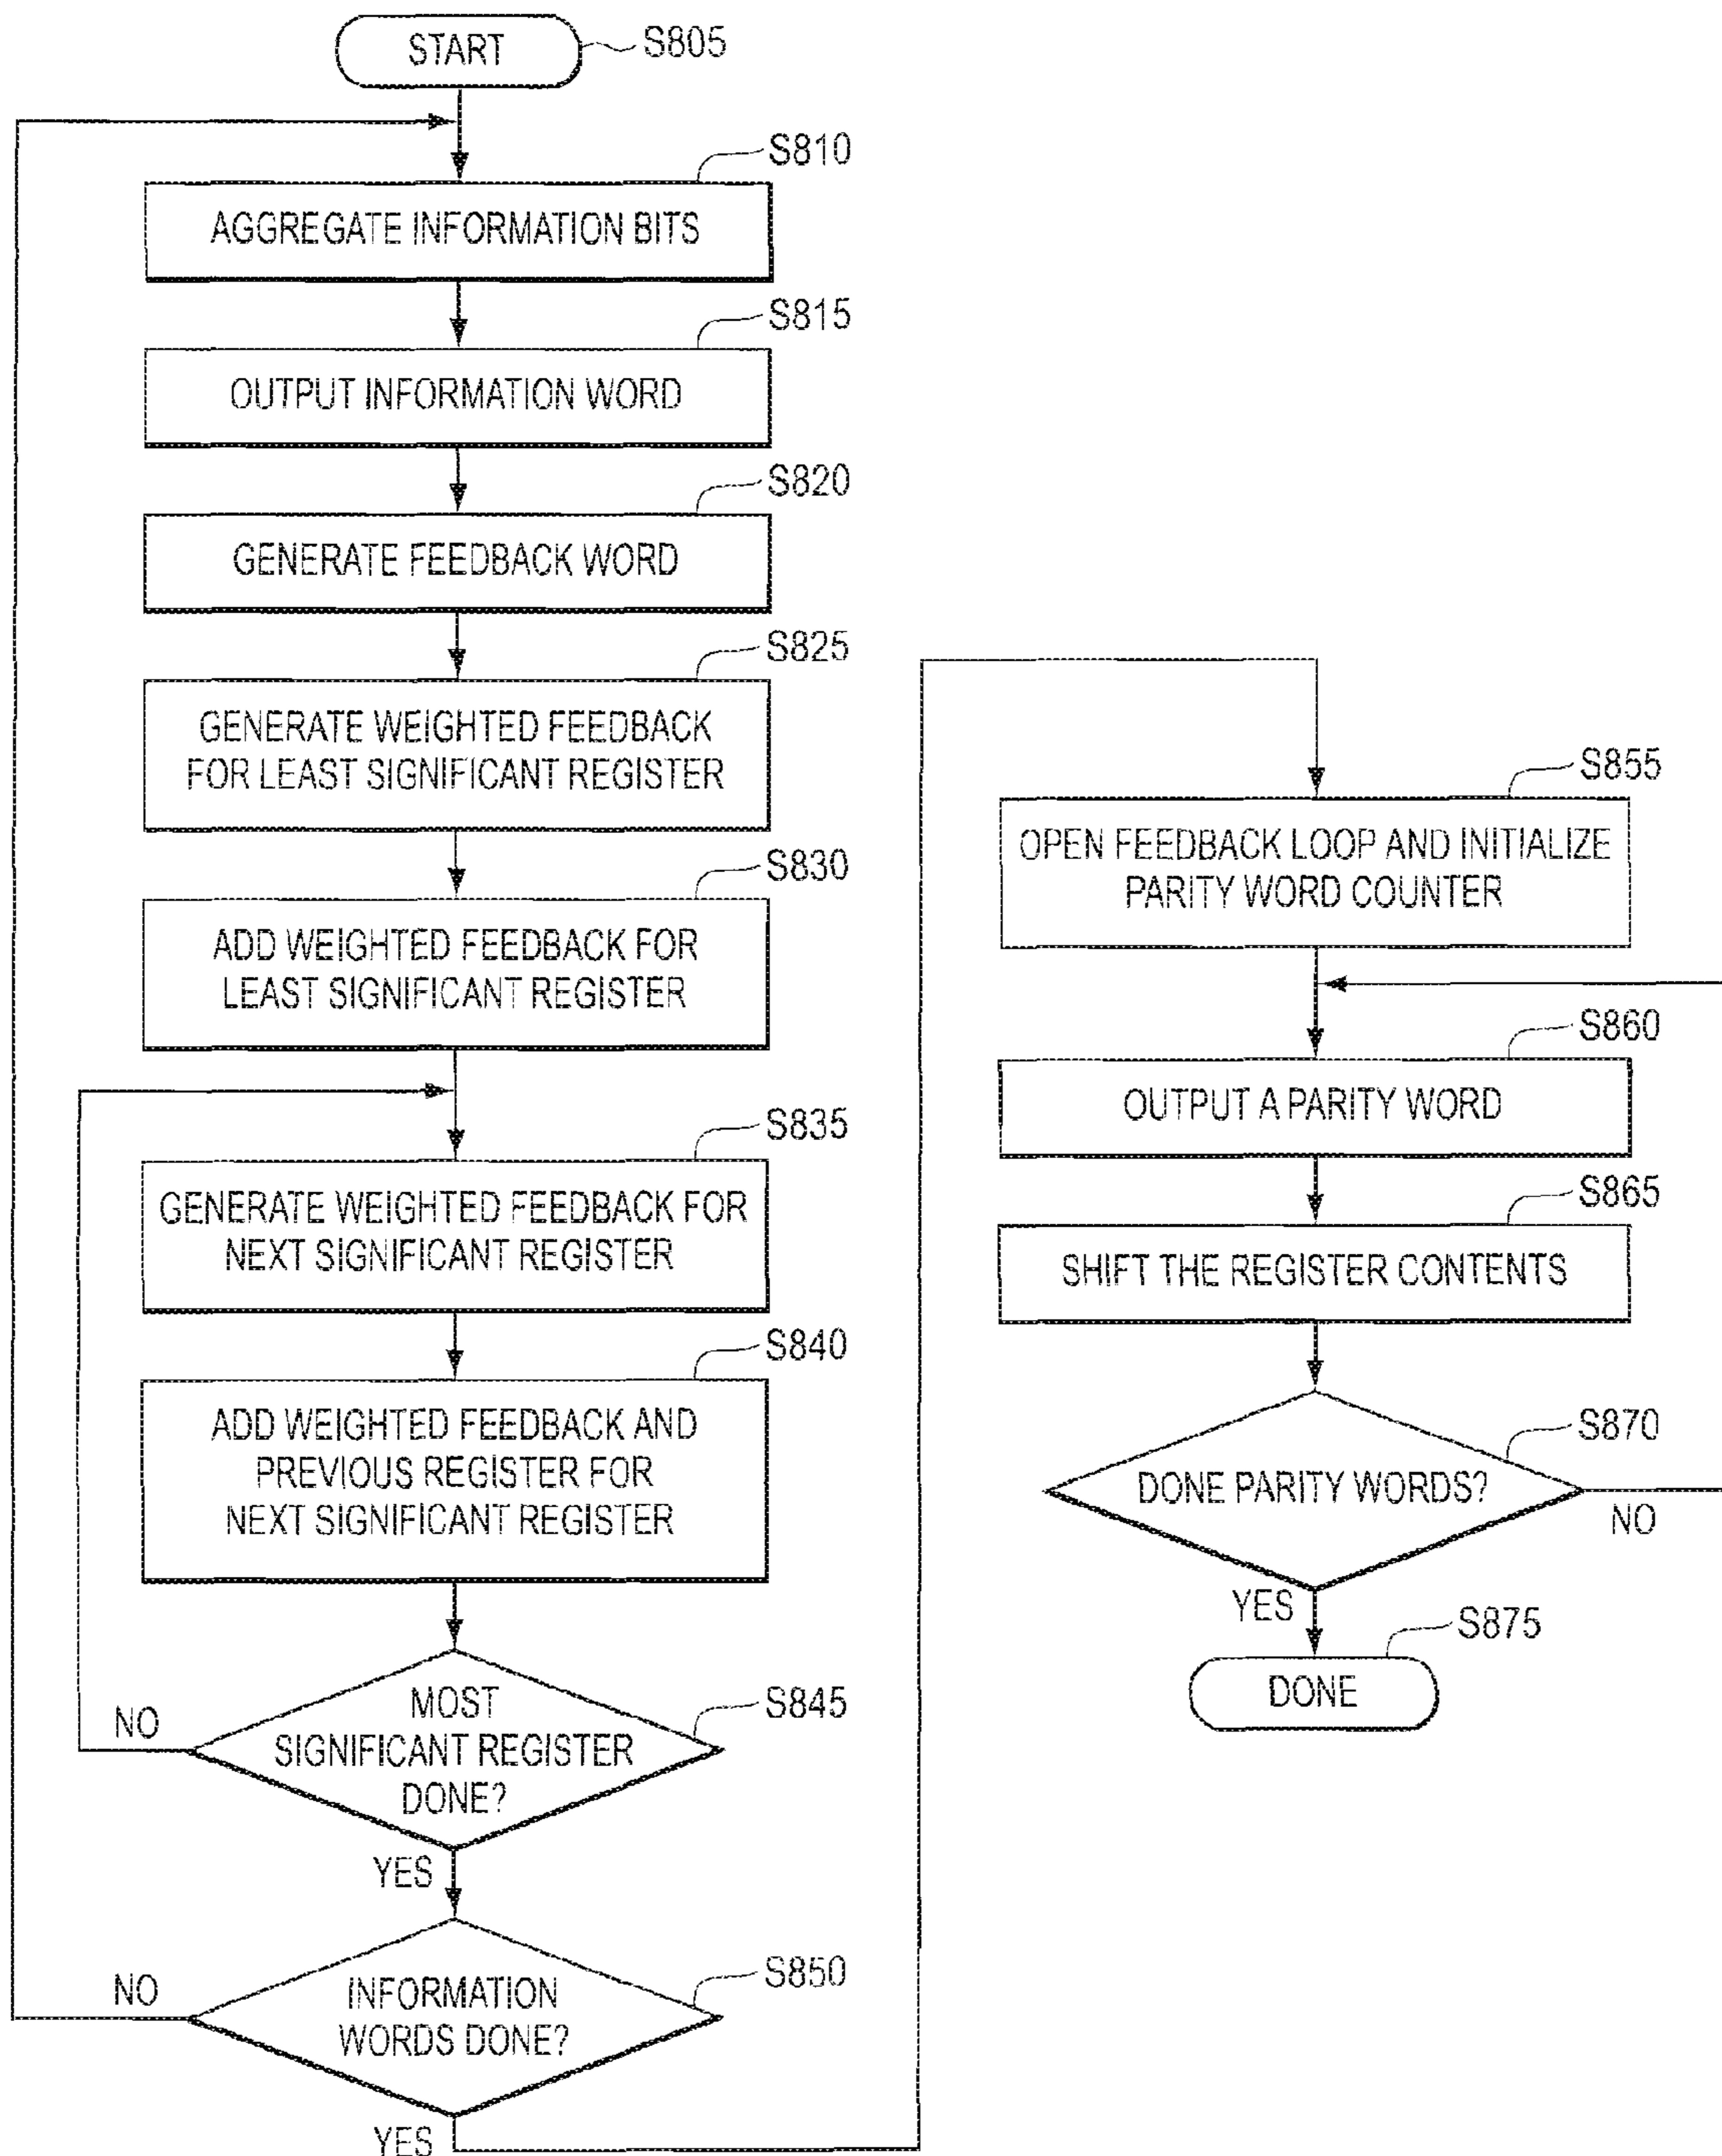 START
S805
S810
AGGREGATE INFORMATION BITS
S815
OUTPUT INFORMATION WORD
S820
GENERATE FEEDBACK WORD
S825
GENERATE WEIGHTED FEEDBACK
FOR LEAST SIGNIFICANT REGISTER
S830
ADD WEIGHTED FEEDBACK FOR
LEAST SIGNIFICANT REGISTER
S835
GENERATE WEIGHTED FEEDBACK FOR
NEXT SIGNIFICANT REGISTER
S840
ADD WEIGHTED FEEDBACK AND
PREVIOUS REGISTER FOR
NEXT SIGNIFICANT REGISTER
S845
MOST
SIGNIFICANT REGISTER
DONE?
NO
YES
S850
INFORMATION
WORDS DONE?
NO
YES
S855
OPEN FEEDBACK LOOP AND INITIALIZE
PARITY WORD COUNTER
S860
OUTPUT A PARITY WORD
S865
SHIFT THE REGISTER CONTENTS
S870
DONE PARITY WORDS?
NO
YES
S875
DONE